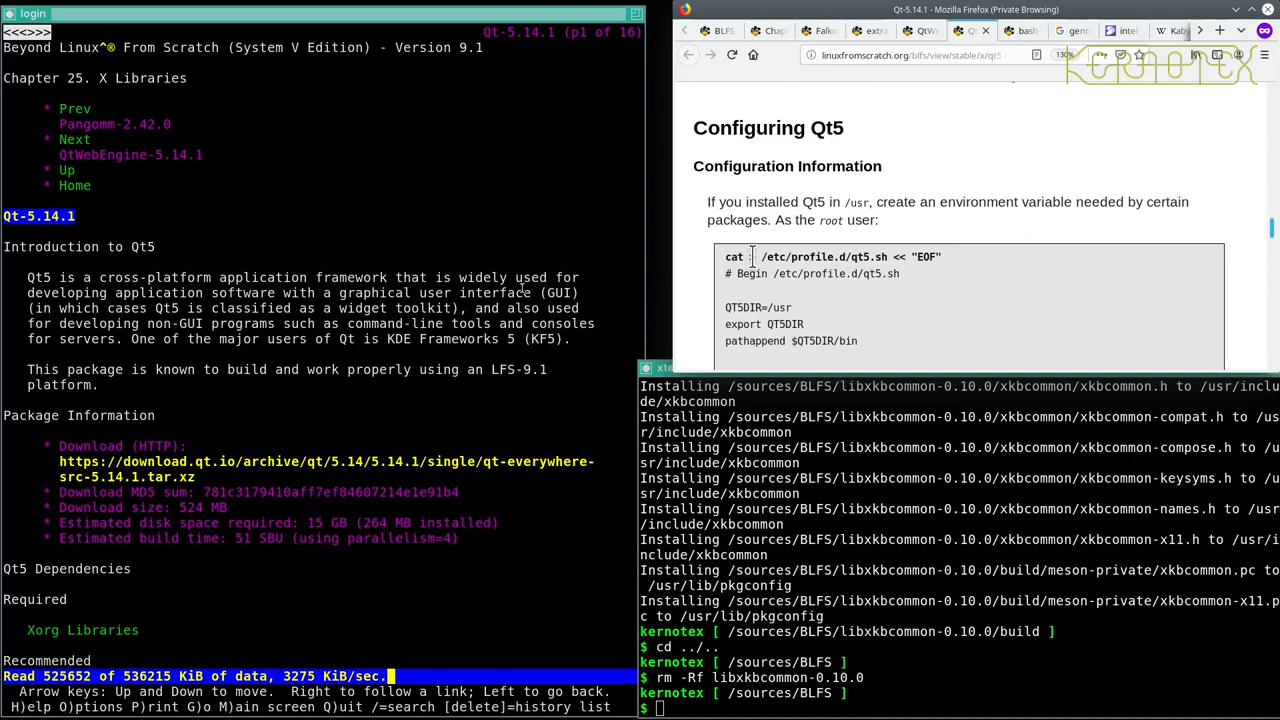 login
<<<>>>
Qt-5.14.1 (p1 of 16)
Beyond Linux^® From Scratch (System V Edition) - Version 9.1
Chapter 25. X Libraries
* Prev
Pangomm-2.42.0
* Next
QtWebEngine-5.14.1
* Up
* Home
Qt-5.14.1
Introduction to Qt5
Qt5 is a cross-platform application framework that is widely used for
developing application software with a graphical user interface (GUI)
(in which cases Qt5 is classified as a widget toolkit), and also used
for developing non-GUI programs such as command-line tools and consoles
for servers. One of the major users of Qt is KDE Frameworks 5 (KF5).
This package is known to build and work properly using an LFS-9.1
platform.
Package Information
* Download (HTTP):
https://download.qt.io/archive/qt/5.14/5.14.1/single/qt-everywhere-
src-5.14.1.tar.xz
* Download MD5 sum: 781c3179410aff7ef84607214e1e91b4
* Download size: 524 MB
* Estimated disk space required: 15 GB (264 MB installed)
* Estimated build time: 51 SBU (using parallelism=4)
Qt5 Dependencies
Required
Xorg Libraries
Recommended
Read 525652 of 536215 KiB of data, 3275 KiB/sec.
Arrow keys: Up and Down to move.  Right to follow a link; Left to go back.
H)elp O)ptions P)rint G)o M)ain screen Q)uit /=search [delete]=history list
Qt-5.14.1 - Mozilla Firefox (Private Browsing)
BLFS
Chap
Falko
extra
QtWe
Qt
bash-
gent
intel
Kaby
linuxfromscratch.org/blfs/view/stable/x/qt5.
130%
KERNOTEX
Configuring Qt5
Configuration Information
If you installed Qt5 in /usr, create an environment variable needed by certain
packages. As the root user:
cat > /etc/profile.d/qt5.sh << "EOF"
# Begin /etc/profile.d/qt5.sh
QT5DIR=/usr
export QT5DIR
pathappend $QT5DIR/bin
xte
Installing /sources/BLFS/libxkbcommon-0.10.0/xkbcommon/xkbcommon.h to /usr/inclu
de/xkbcommon
Installing /sources/BLFS/libxkbcommon-0.10.0/xkbcommon/xkbcommon-compat.h to /us
r/include/xkbcommon
Installing /sources/BLFS/libxkbcommon-0.10.0/xkbcommon/xkbcommon-compose.h to /u
sr/include/xkbcommon
Installing /sources/BLFS/libxkbcommon-0.10.0/xkbcommon/xkbcommon-keysyms.h to /u
sr/include/xkbcommon
Installing /sources/BLFS/libxkbcommon-0.10.0/xkbcommon/xkbcommon-names.h to /usr
/include/xkbcommon
Installing /sources/BLFS/libxkbcommon-0.10.0/xkbcommon/xkbcommon-x11.h to /usr/i
nclude/xkbcommon
Installing /sources/BLFS/libxkbcommon-0.10.0/build/meson-private/xkbcommon.pc to
/usr/lib/pkgconfig
Installing /sources/BLFS/libxkbcommon-0.10.0/build/meson-private/xkbcommon-x11.p
c to /usr/lib/pkgconfig
kernotex [ /sources/BLFS/libxkbcommon-0.10.0/build ]
$ cd ../..
kernotex [ /sources/BLFS ]
$ rm -Rf libxkbcommon-0.10.0
kernotex [ /sources/BLFS ]
$